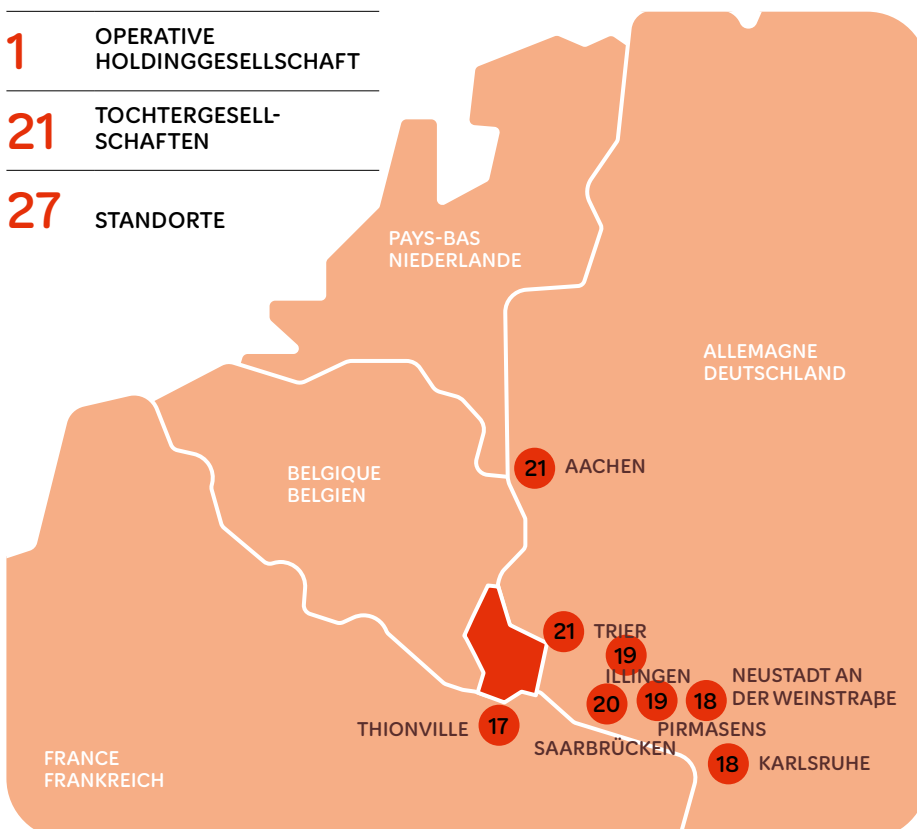 1
OPERATIVE
HOLDINGGESELLSCHAFT
21
TOCHTERGESELL-
SCHAFTEN
27
STANDORTE
PAYS-BAS
NIEDERLANDE
ALLEMAGNE
DEUTSCHLAND
BELGIQUE
BELGIEN
21 AACHEN
21 TRIER
19
ILLINGEN
20
SAARBRÜCKEN
19
PIRMASENS
18
NEUSTADT AN
DER WEINSTRAẞE
THIONVILLE 17
18 KARLSRUHE
FRANCE
FRANKREICH